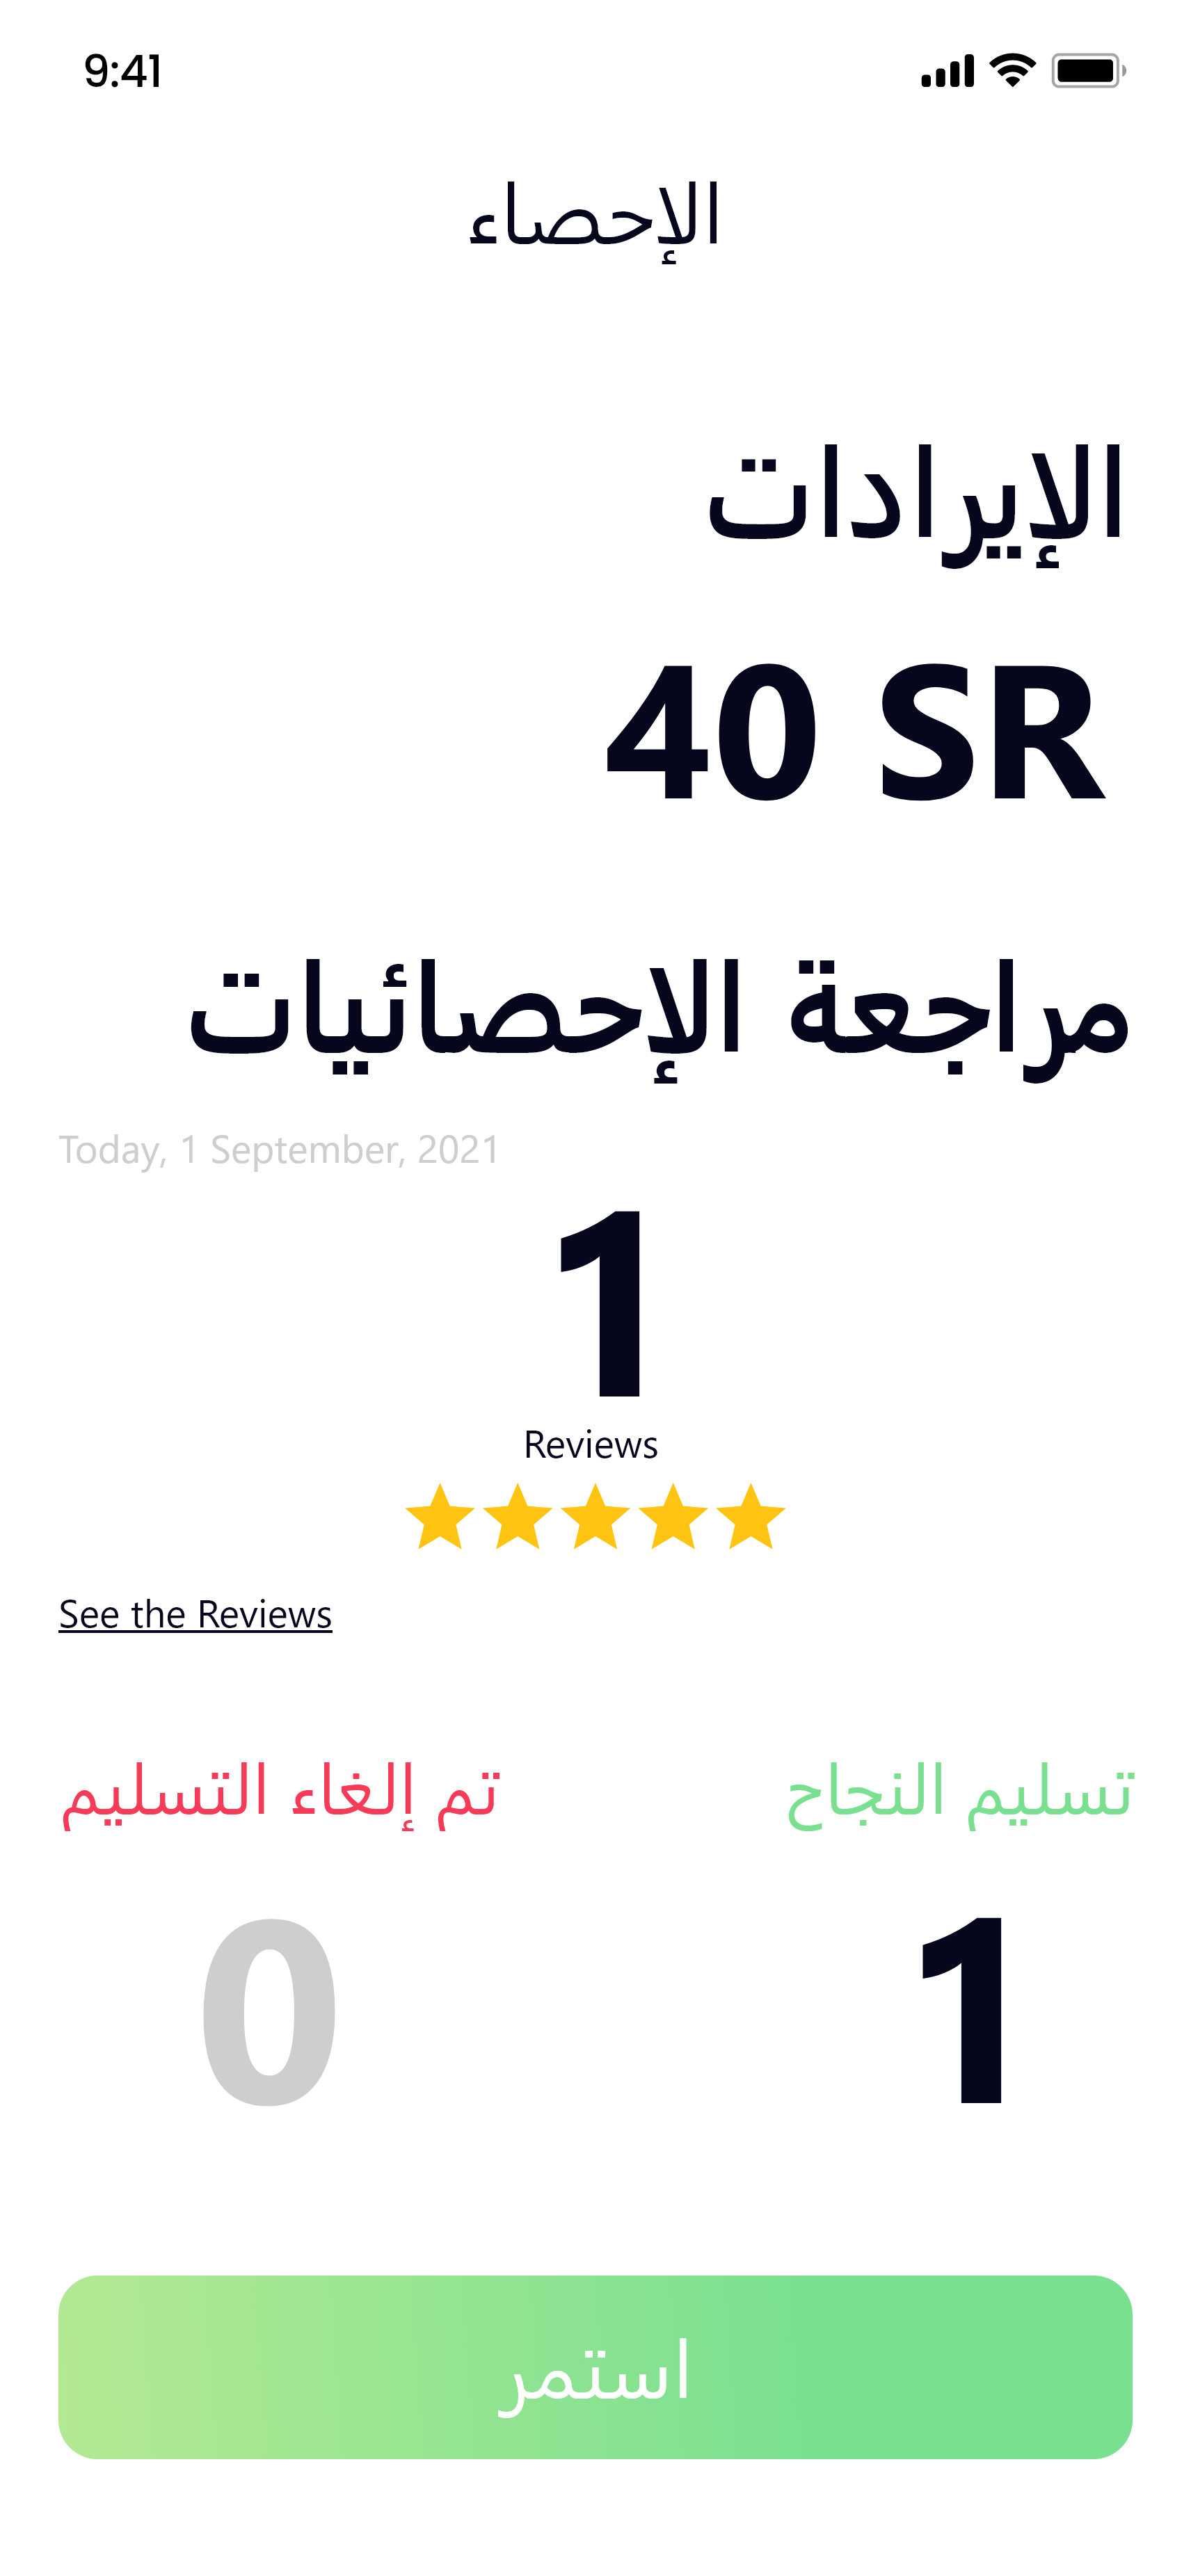 9:41
الإحصاء
الإيرادات
40 SR
مراجعة الإحصائيات
Today, 1 September, 2021
1
Reviews
See the Reviews
تسليم النجاح
تم إلغاء التسليم
1
0
استمر